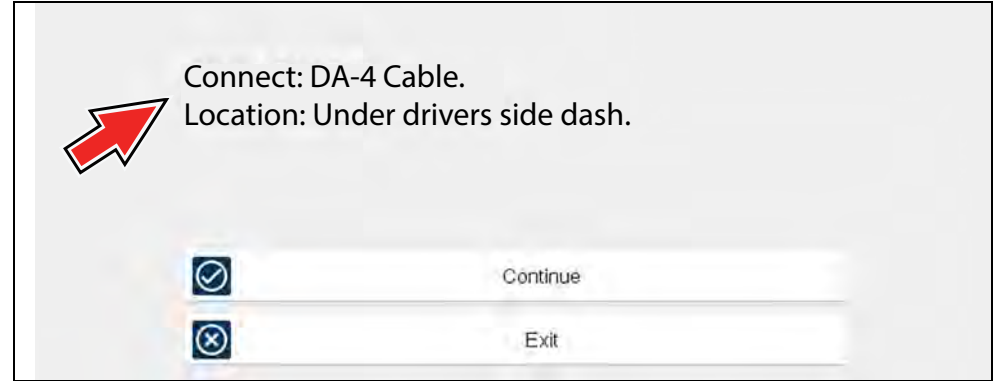 Connect: DA-4 Cable.
Location: Under drivers side dash.
Continue
Exit